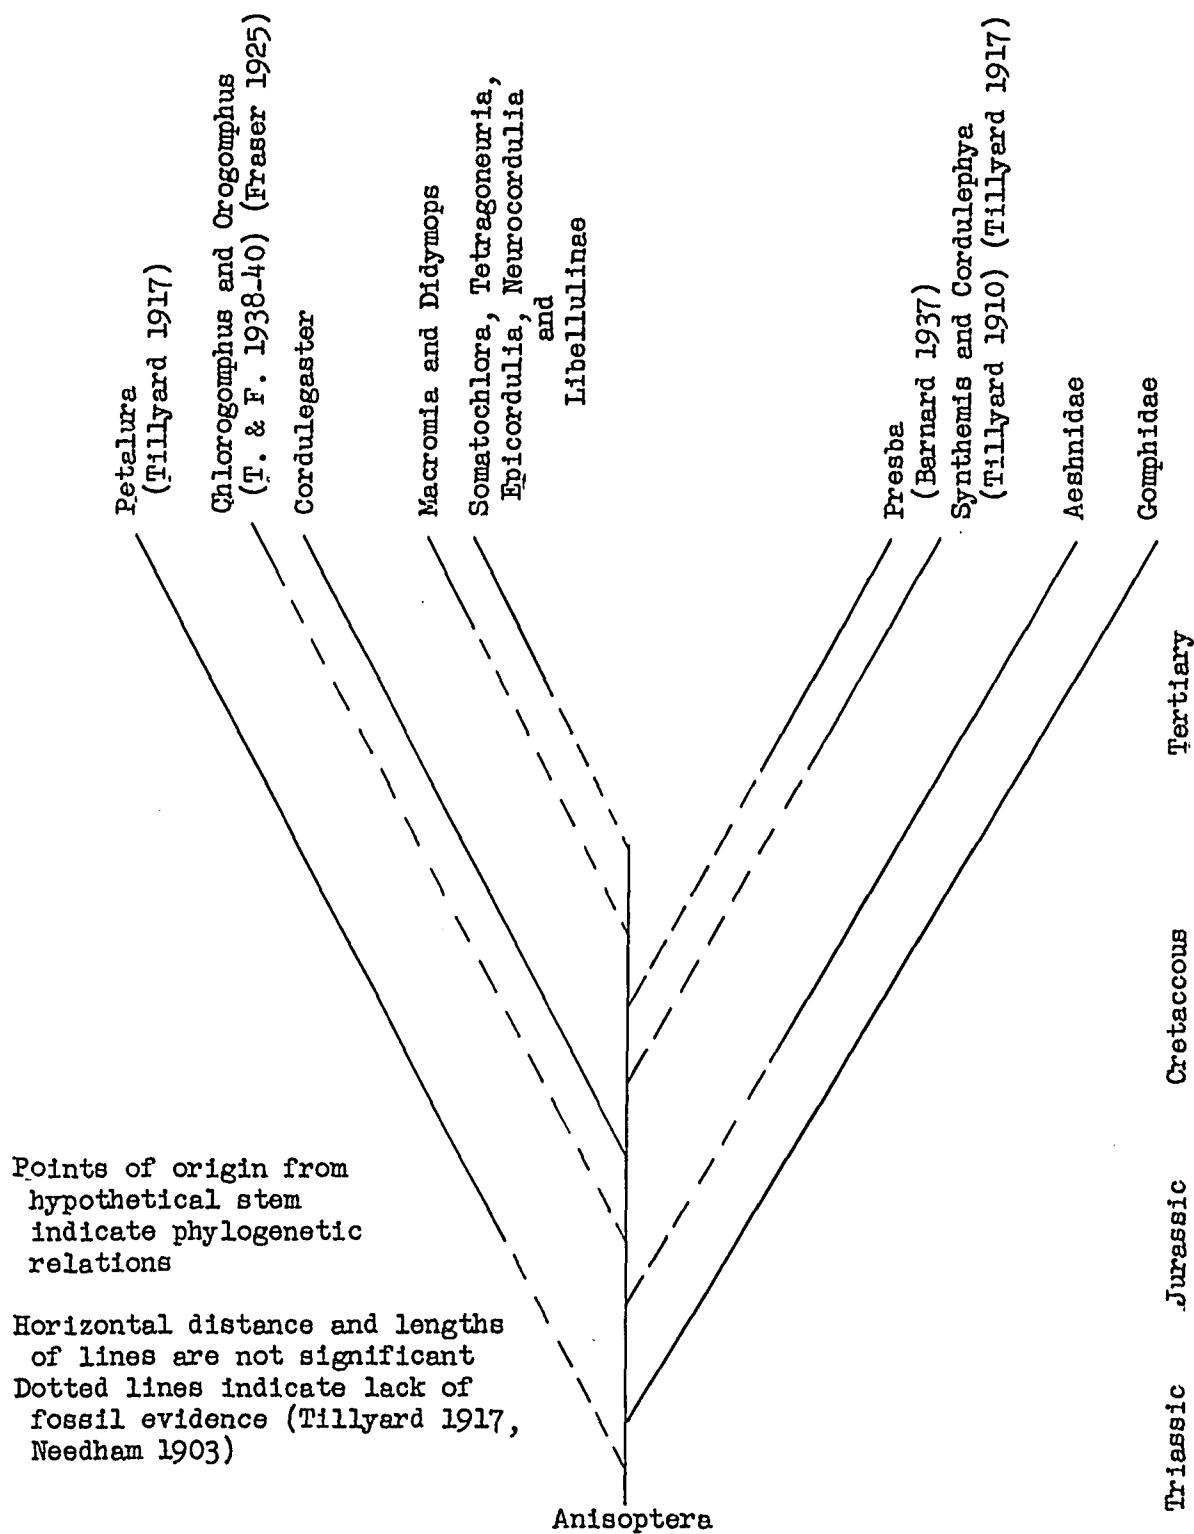 Petalura
(Tillyard 1917)
Chlorogomphus and Orogomphus
(T. & F. 1938-40) (Fraser 1925)
Cordulegaster
Macromia and Didymops
Somatochlora, Tetragoneuria,
Epicordulia, Neurocordulia
and
Libellulinae
Presba
(Barnard 1937)
Synthemis and Cordulephya
(Tillyard 1910) (Tillyard 1917)
Aeshnidae
Gomphidae
Tertiary
Cretaccous
Jurassic
Triassic
Points of origin from
hypothetical stem
indicate phylogenetic
relations
Horizontal distance and lengths
of lines are not significant
Dotted lines indicate lack of
fossil evidence (Tillyard 1917,
Needham 1903)
Anisoptera